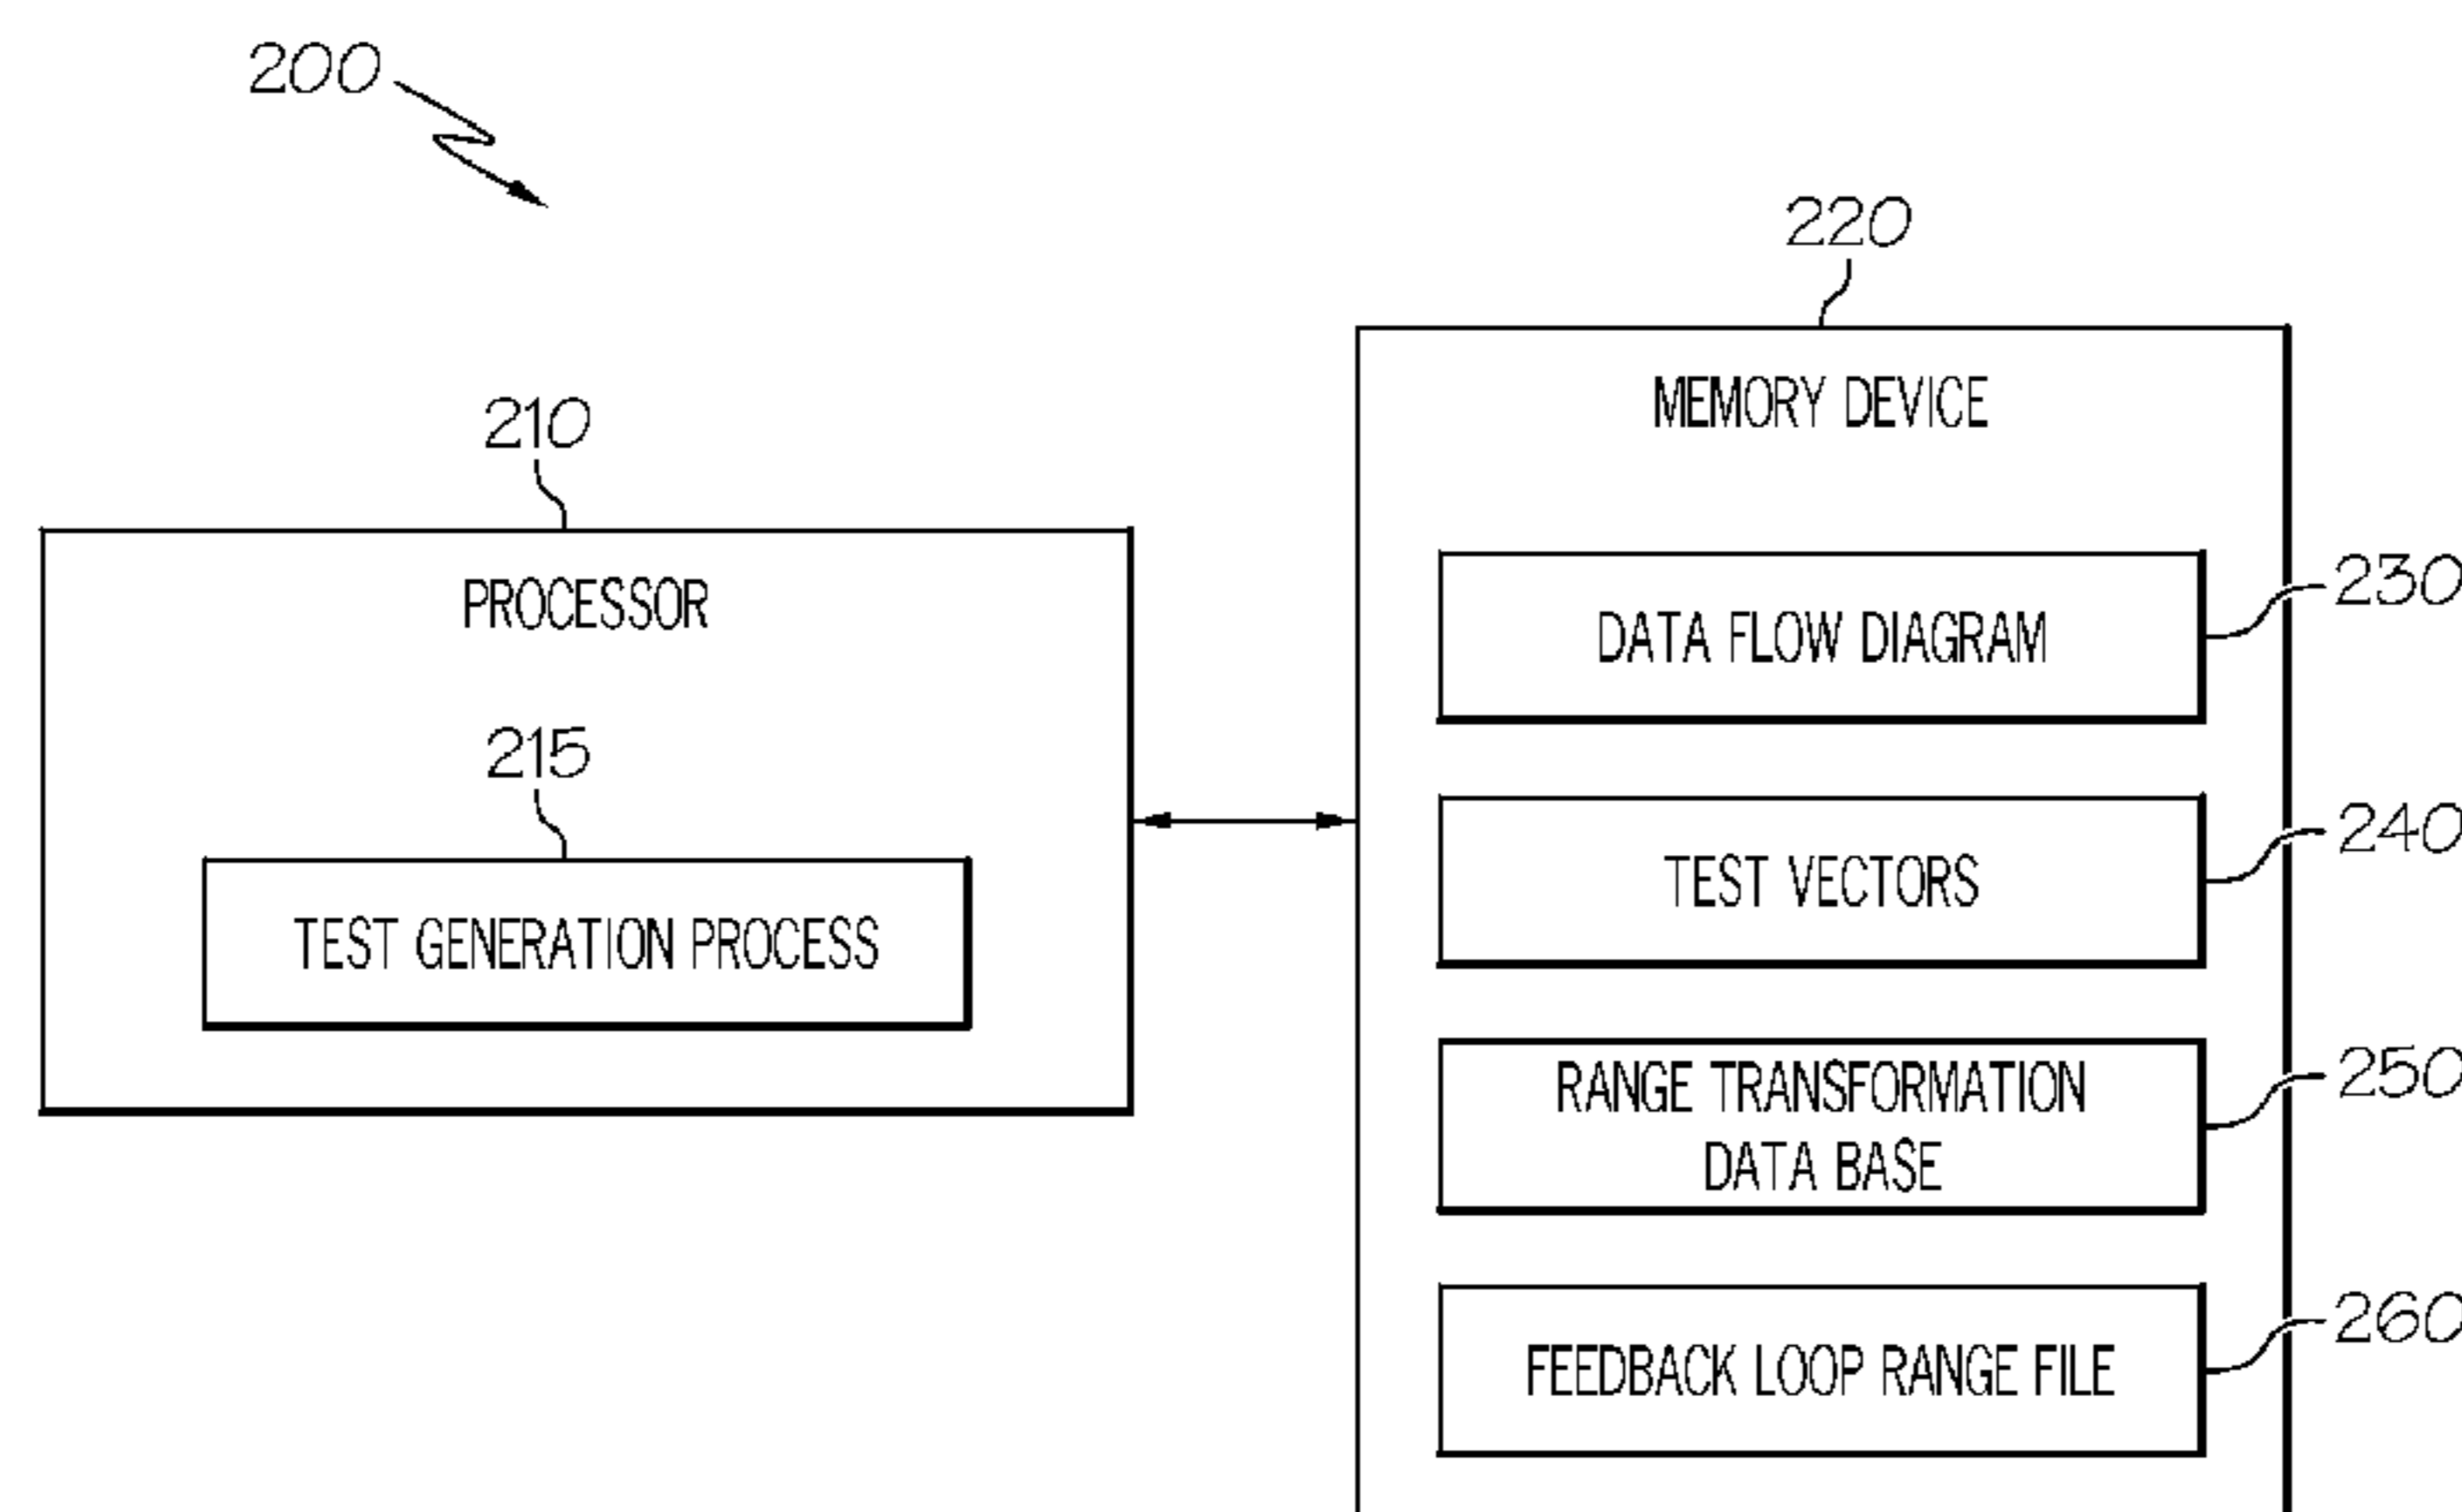 200
220
MEMORY DEVICE
210
PROCESSOR
DATA FLOW DIAGRAM
230
215
TEST GENERATION PROCESS
TEST VECTORS
240
RANGE TRANSFORMATION
DATA BASE
250
FEEDBACK LOOP RANGE FILE
260